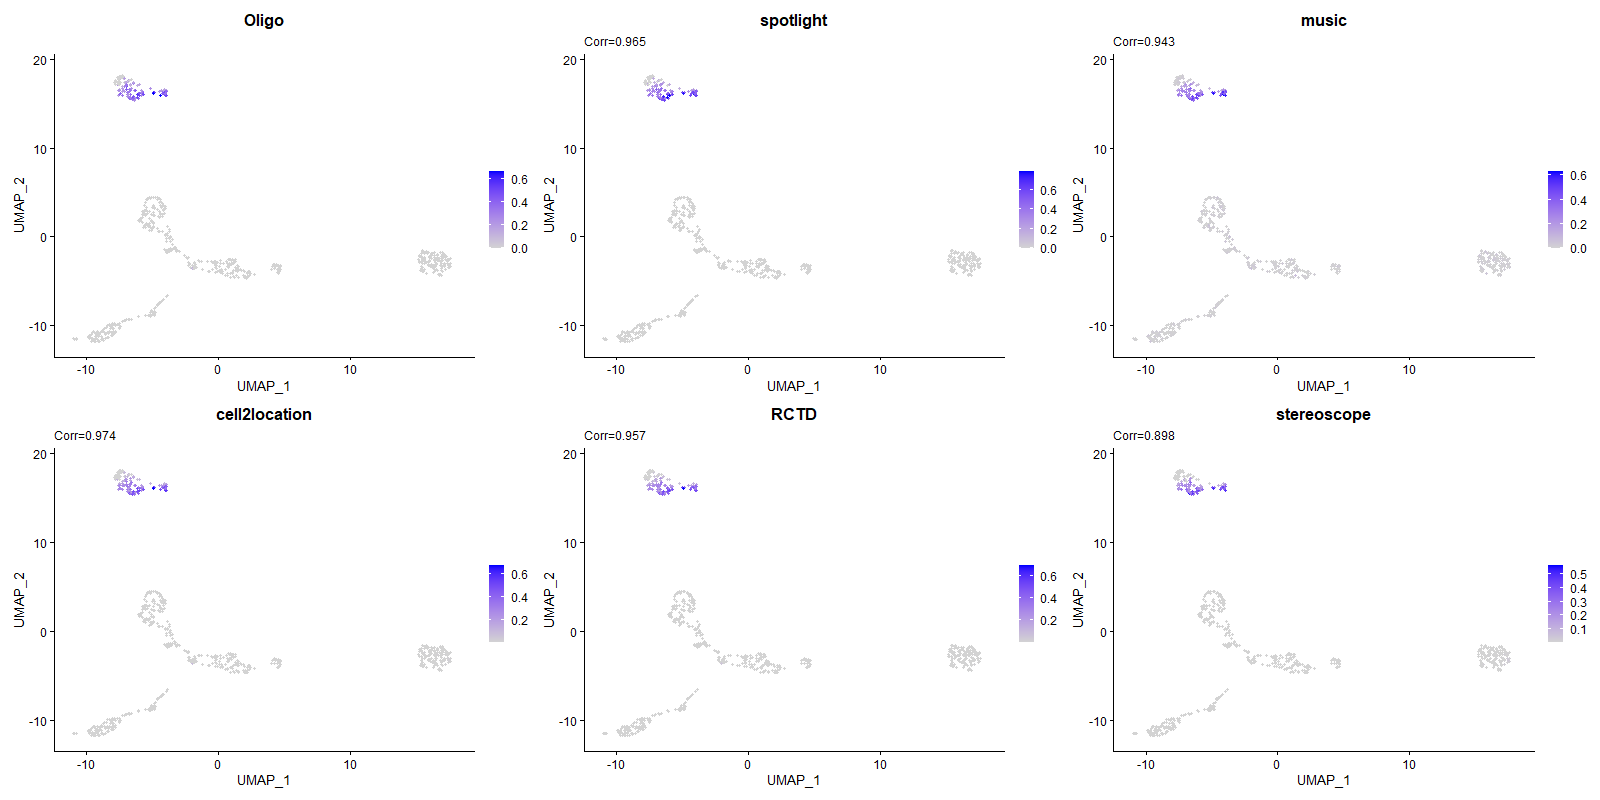 Oligo
20
10
0
-10
-10
0
10
UMAP_1
UMAP_2
0.6
0.4
0.2
0.0
spotlight
Corr=0.965
20
10
0
-10
-10
0
10
UMAP_1
UMAP_2
0.6
0.4
0.2
0.0
music
Corr=0.943
20
10
0
-10
-10
0
10
UMAP_1
UMAP_2
0.6
0.4
0.2
0.0
cell2location
Corr=0.974
20
10
0
-10
-10
0
10
UMAP_1
UMAP_2
0.6
0.4
0.2
RCTD
Corr=0.957
20
10
0
-10
-10
0
10
UMAP_1
UMAP_2
0.6
0.4
0.2
stereoscope
Corr=0.898
20
10
0
-10
-10
0
10
UMAP_1
UMAP_2
0.5
0.4
0.3
0.2
0.1